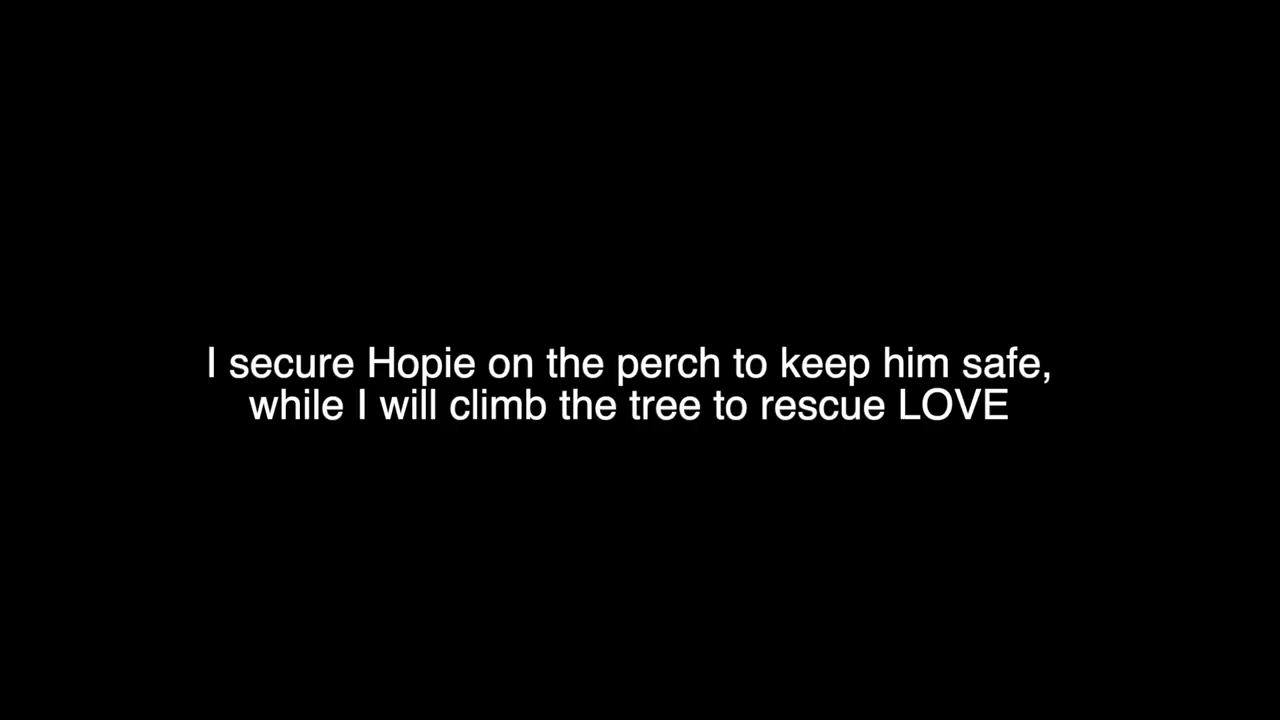 I secure Hopie on the perch to keep him safe,
while I will climb the tree to rescue LOVE